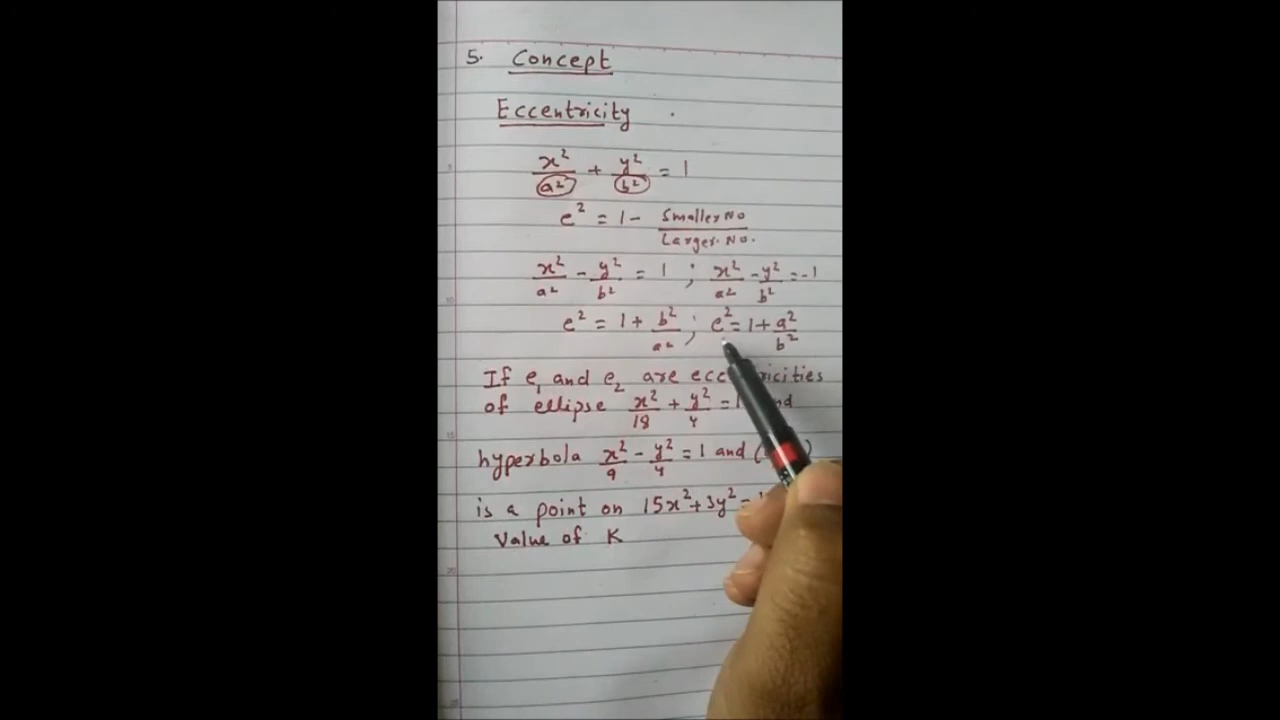 5. Concept
Eccentricity
x²/a² + y²/b² = 1
e² = 1 - Smaller No/Larger. No.
x²/a² - y²/b² = 1 ; x²/a² - y²/b² = -1
e² = 1 + b²/a² ; e² = 1 + a²/b²
If e₁ and e₂ are
of ellipse x²/18 + y²/4 =
hyperbola x²/9 - y²/4 = 1 and (
is a point on 15x² + 3y² =
Value of K